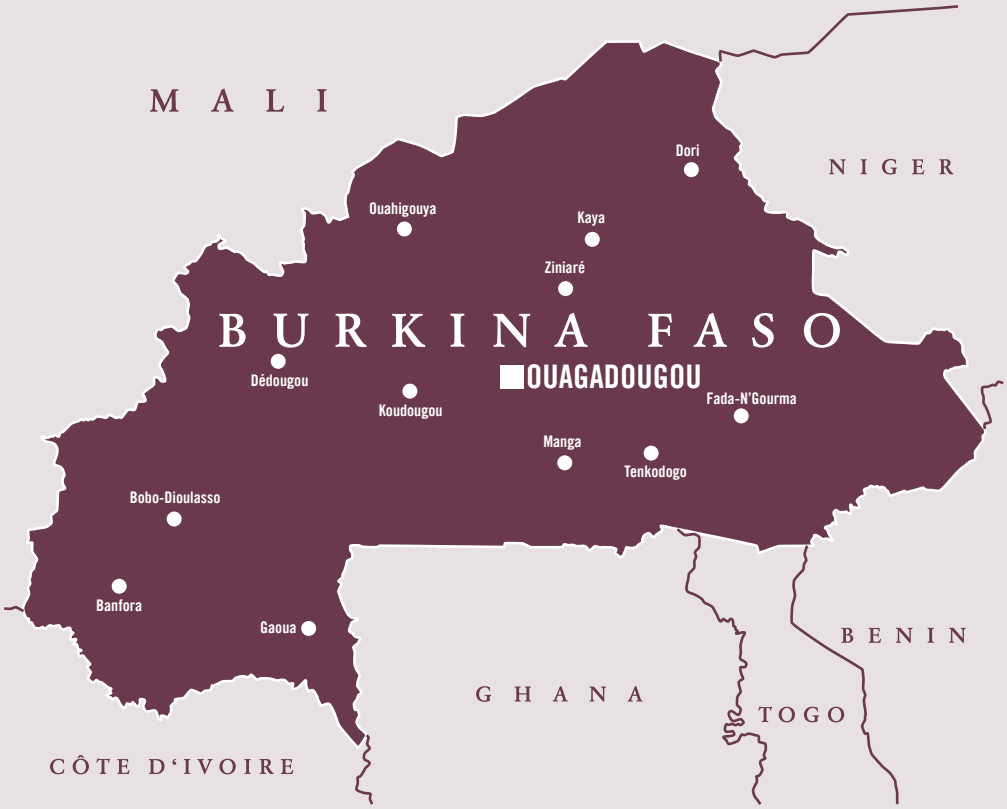 MALI
Dori
NIGER
Ouahigouya
Kaya
Ziniaré
BURKINA FASO
Dédougou
OUAGADOUGOU
Koudougou
Fada-N'Gourma
Manga
Tenkodogo
Bobo-Dioulasso
Banfora
Gaoua
BENIN
GHANA
TOGO
CÔTE D‘IVOIRE